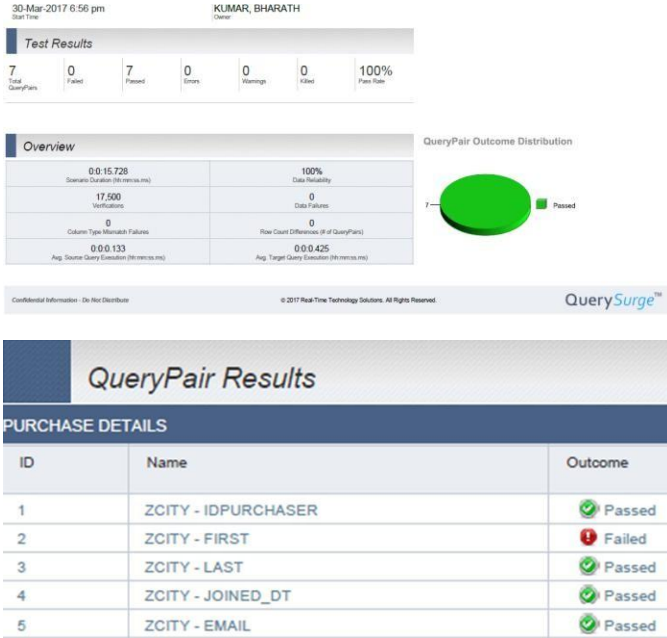 30-Mar-2017 6:56 pm KUMAR, BHARATH
Start Time Owner
Test Results
7 0 7 0 0 0 100%
Total QueryPairs Failed Passed Errors Warnings Killed Pass Rate
Overview
QueryPair Outcome Distribution
0:0:15.728 100%
Scenario Duration (hh:mm:ss.ms) Data Reliability
17,500 0
Verifications Data Failures
7 Passed
0 0
Column Type Mismatch Failures Row Count Differences (# of QueryPairs)
0:0:0.133 0:0:0.425
Avg. Source Query Execution (hh:mm:ss.ms) Avg. Target Query Execution (hh:mm:ss.ms)
Confidential Information - Do Not Distribute © 2017 Real-Time Technology Solutions. All Rights Reserved. QuerySurge™
QueryPair Results
PURCHASE DETAILS
ID Name Outcome
1 ZCITY - IDPURCHASER Passed
2 ZCITY - FIRST Failed
3 ZCITY - LAST Passed
4 ZCITY - JOINED_DT Passed
5 ZCITY - EMAIL Passed